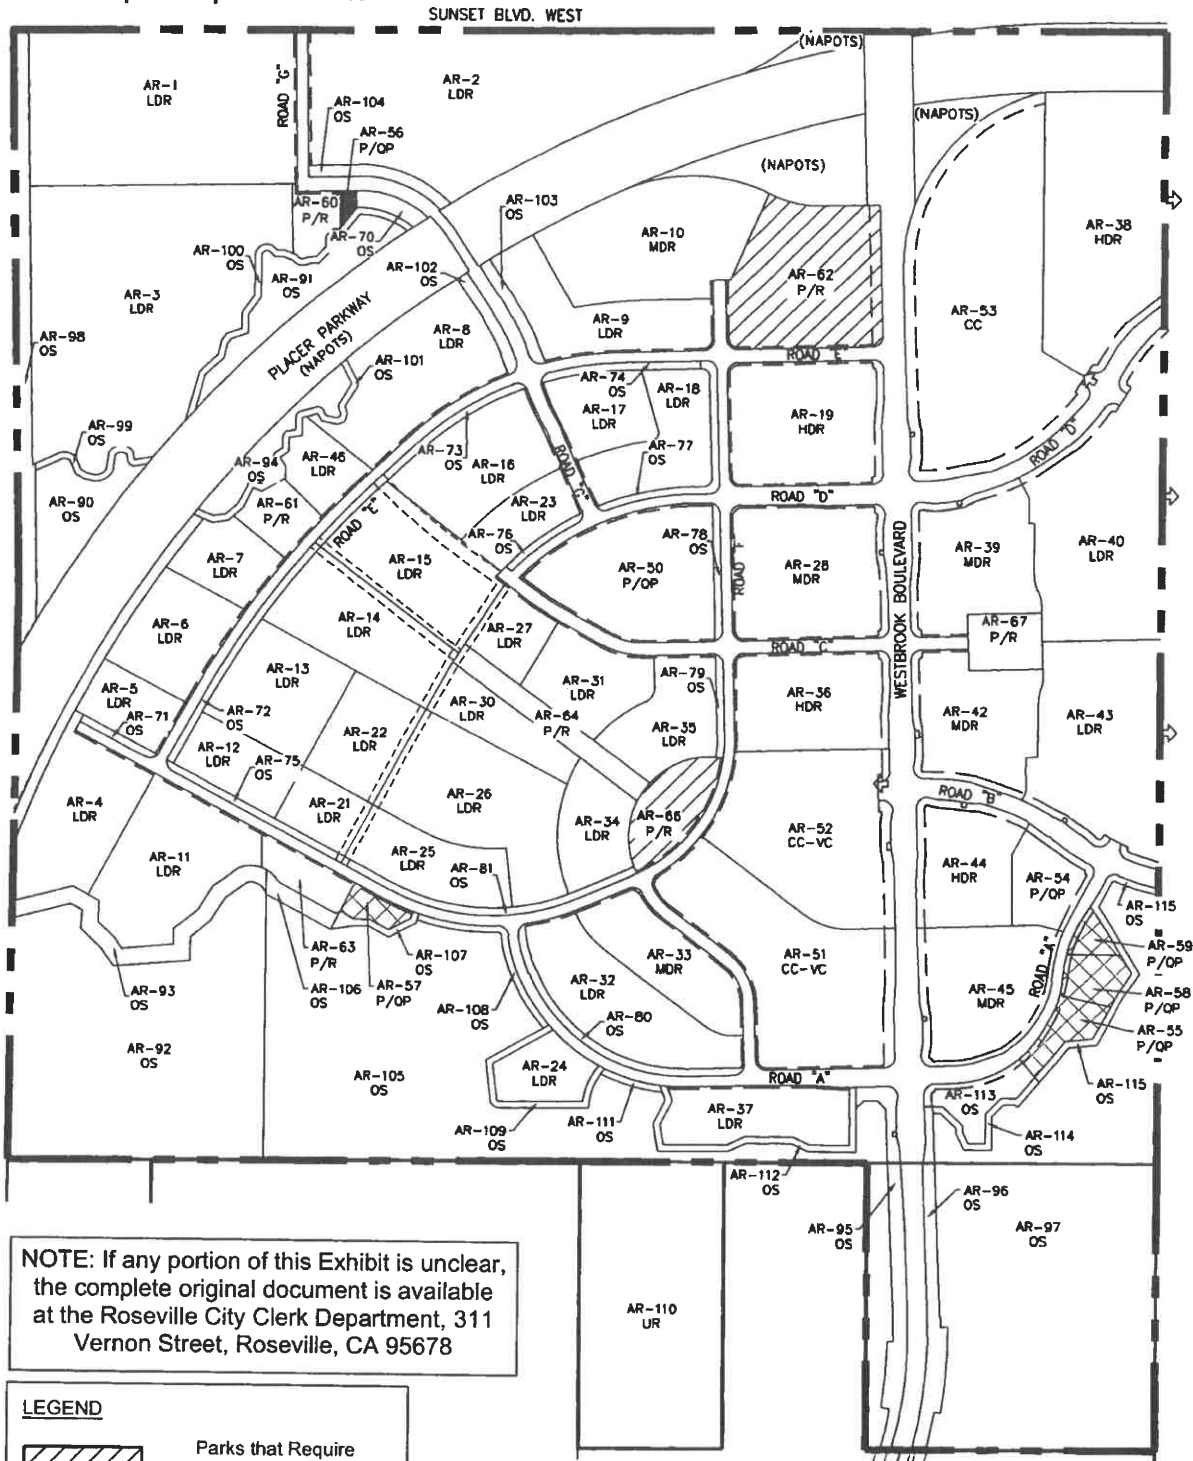 SUNSET BLVD. WEST
(NAPOTS)
AR-1
LDR
ROAD "G"
AR-2
LDR
AR-104
OS
AR-56
P/QP
(NAPOTS)
(NAPOTS)
AR-60
P/R
AR-70
OS
AR-103
OS
AR-10
MDR
AR-38
HDR
AR-100
OS
AR-91
OS
AR-102
OS
AR-62
P/R
AR-3
LDR
AR-53
CC
PLACER PARKWAY
(NAPOTS)
AR-8
LDR
AR-9
LDR
AR-98
OS
AR-101
OS
ROAD "E"
AR-74
OS
AR-18
LDR
AR-17
LDR
AR-19
HDR
AR-99
OS
AR-73
OS
AR-77
OS
ROAD "D"
AR-94
OS
AR-46
LDR
AR-16
LDR
ROAD "C"
AR-90
OS
AR-61
P/R
AR-23
LDR
ROAD "D"
ROAD "E"
AR-76
OS
AR-78
OS
WESTBROOK BOULEVARD
AR-7
LDR
AR-15
LDR
AR-50
P/QP
ROAD "F"
AR-28
MDR
AR-39
MDR
AR-40
LDR
AR-6
LDR
AR-14
LDR
AR-27
LDR
AR-67
P/R
ROAD "C"
AR-5
LDR
AR-13
LDR
AR-31
LDR
AR-79
OS
AR-71
OS
AR-72
OS
AR-30
LDR
AR-64
P/R
AR-36
HDR
AR-42
MDR
AR-43
LDR
AR-12
LDR
AR-75
OS
AR-22
LDR
AR-35
LDR
AR-4
LDR
AR-21
LDR
AR-26
LDR
ROAD "B"
AR-34
LDR
AR-66
P/R
AR-52
CC-VC
AR-11
LDR
AR-25
LDR
AR-81
OS
AR-44
HDR
AR-54
P/QP
AR-115
OS
AR-63
P/R
AR-57
P/QP
AR-107
OS
AR-33
MDR
AR-51
CC-VC
AR-59
P/QP
AR-93
OS
AR-106
OS
AR-32
LDR
AR-45
MDR
ROAD "A"
AR-58
P/QP
AR-108
OS
AR-80
OS
AR-55
P/QP
AR-92
OS
AR-105
OS
AR-24
LDR
ROAD "A"
AR-115
OS
AR-109
OS
AR-111
OS
AR-37
LDR
AR-113
OS
AR-114
OS
AR-112
OS
AR-96
OS
AR-95
OS
AR-97
OS
AR-110
UR
NOTE: If any portion of this Exhibit is unclear,
the complete original document is available
at the Roseville City Clerk Department, 311
Vernon Street, Roseville, CA 95678
LEGEND
Parks that Require